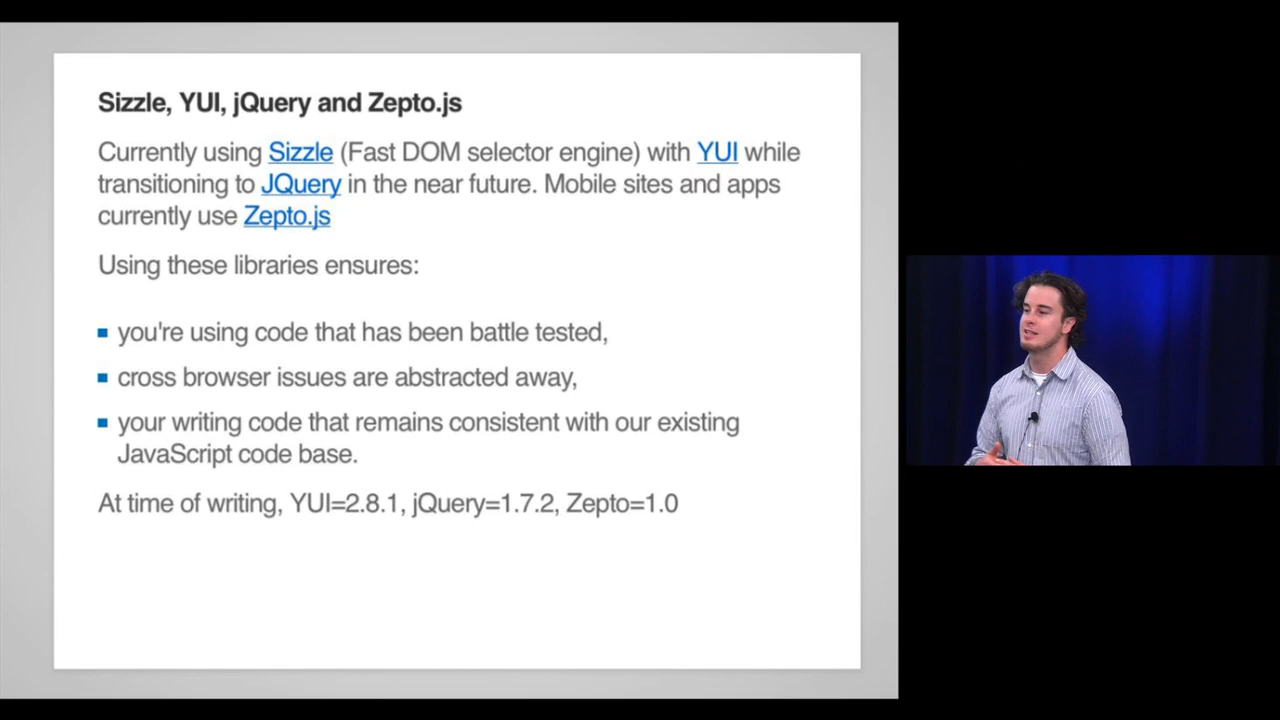 Sizzle, YUI, jQuery and Zepto.js
Currently using Sizzle (Fast DOM selector engine) with YUI while
transitioning to JQuery in the near future. Mobile sites and apps
currently use Zepto.js
Using these libraries ensures:
you're using code that has been battle tested,
cross browser issues are abstracted away,
your writing code that remains consistent with our existing
JavaScript code base.
At time of writing, YUI=2.8.1, jQuery=1.7.2, Zepto=1.0